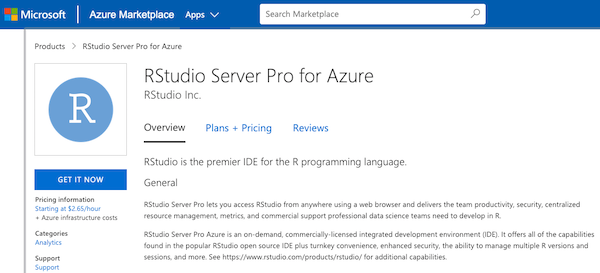 Microsoft Azure Marketplace Apps Search Marketplace
Products > RStudio Server Pro for Azure
R
RStudio Server Pro for Azure
RStudio Inc.
Overview Plans + Pricing Reviews
RStudio is the premier IDE for the R programming language.
General
GET IT NOW
Pricing information
Starting at $2.65/hour
+ Azure infrastructure costs
Categories
Analytics
Support
Support
RStudio Server Pro lets you access RStudio from anywhere using a web browser and delivers the team productivity, security, centralized
resource management, metrics, and commercial support professional data science teams need to develop in R.
RStudio Server Pro Azure is an on-demand, commercially-licensed integrated development environment (IDE). It offers all of the capabilities
found in the popular RStudio open source IDE plus turnkey convenience, enhanced security, the ability to manage multiple R versions and
sessions, and more. See https://www.rstudio.com/products/rstudio/ for additional capabilities.